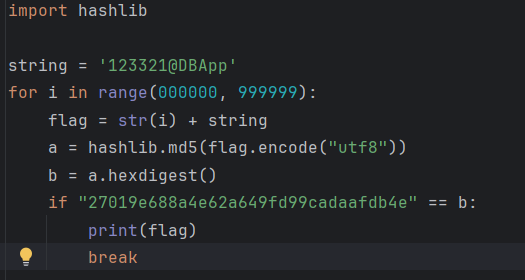 import hashlib

string = '123321@DBApp'
for i in range(000000, 999999):
    flag = str(i) + string
    a = hashlib.md5(flag.encode("utf8"))
    b = a.hexdigest()
    if "27019e688a4e62a649fd99cadaafdb4e" == b:
        print(flag)
        break